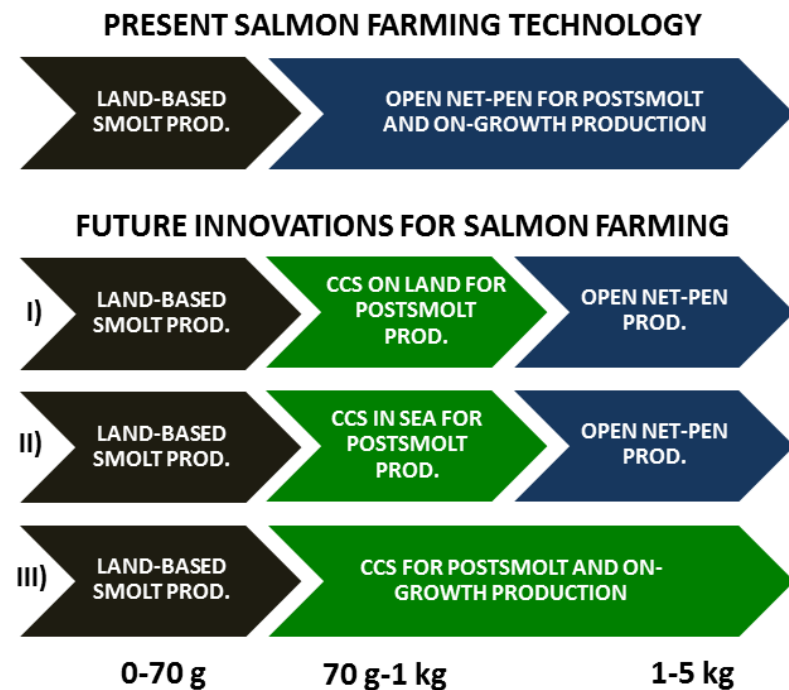 PRESENT SALMON FARMING TECHNOLOGY
LAND-BASED
SMOLT PROD.
OPEN NET-PEN FOR POSTSMOLT
AND ON-GROWTH PRODUCTION
FUTURE INNOVATIONS FOR SALMON FARMING
I)
LAND-BASED
SMOLT PROD.
CCS ON LAND FOR
POSTSMOLT
PROD.
OPEN NET-PEN
PROD.
II)
LAND-BASED
SMOLT PROD.
CCS IN SEA FOR
POSTSMOLT
PROD.
OPEN NET-PEN
PROD.
III)
LAND-BASED
SMOLT PROD.
CCS FOR POSTSMOLT AND ON-
GROWTH PRODUCTION
0-70 g
70 g-1 kg
1-5 kg